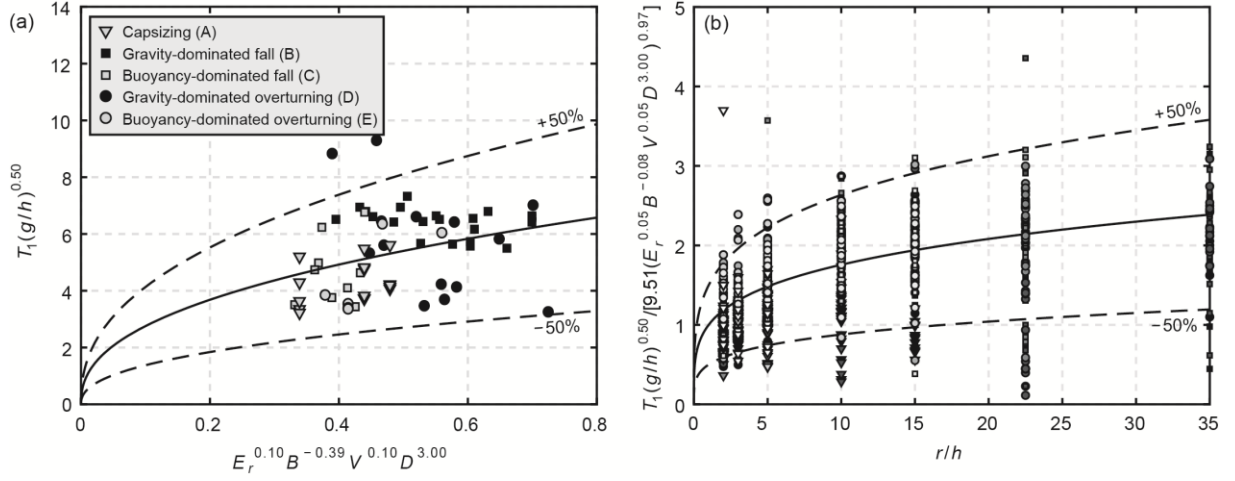 (a)
14
12
10
8
6
4
2
0
T₁(g/h)^0.50
Capsizing (A)
Gravity-dominated fall (B)
Buoyancy-dominated fall (C)
Gravity-dominated overturning (D)
Buoyancy-dominated overturning (E)
+50%
−50%
0 0.2 0.4 0.6 0.8
E_r^0.10 B^−0.39 V^0.10 D^3.00
(b)
5
4
3
2
1
0
T₁(g/h)^0.50/[9.51(E_r^0.05 B^−0.08 V^0.05 D^3.00)^0.97]
+50%
−50%
0 5 10 15 20 25 30 35
r/h